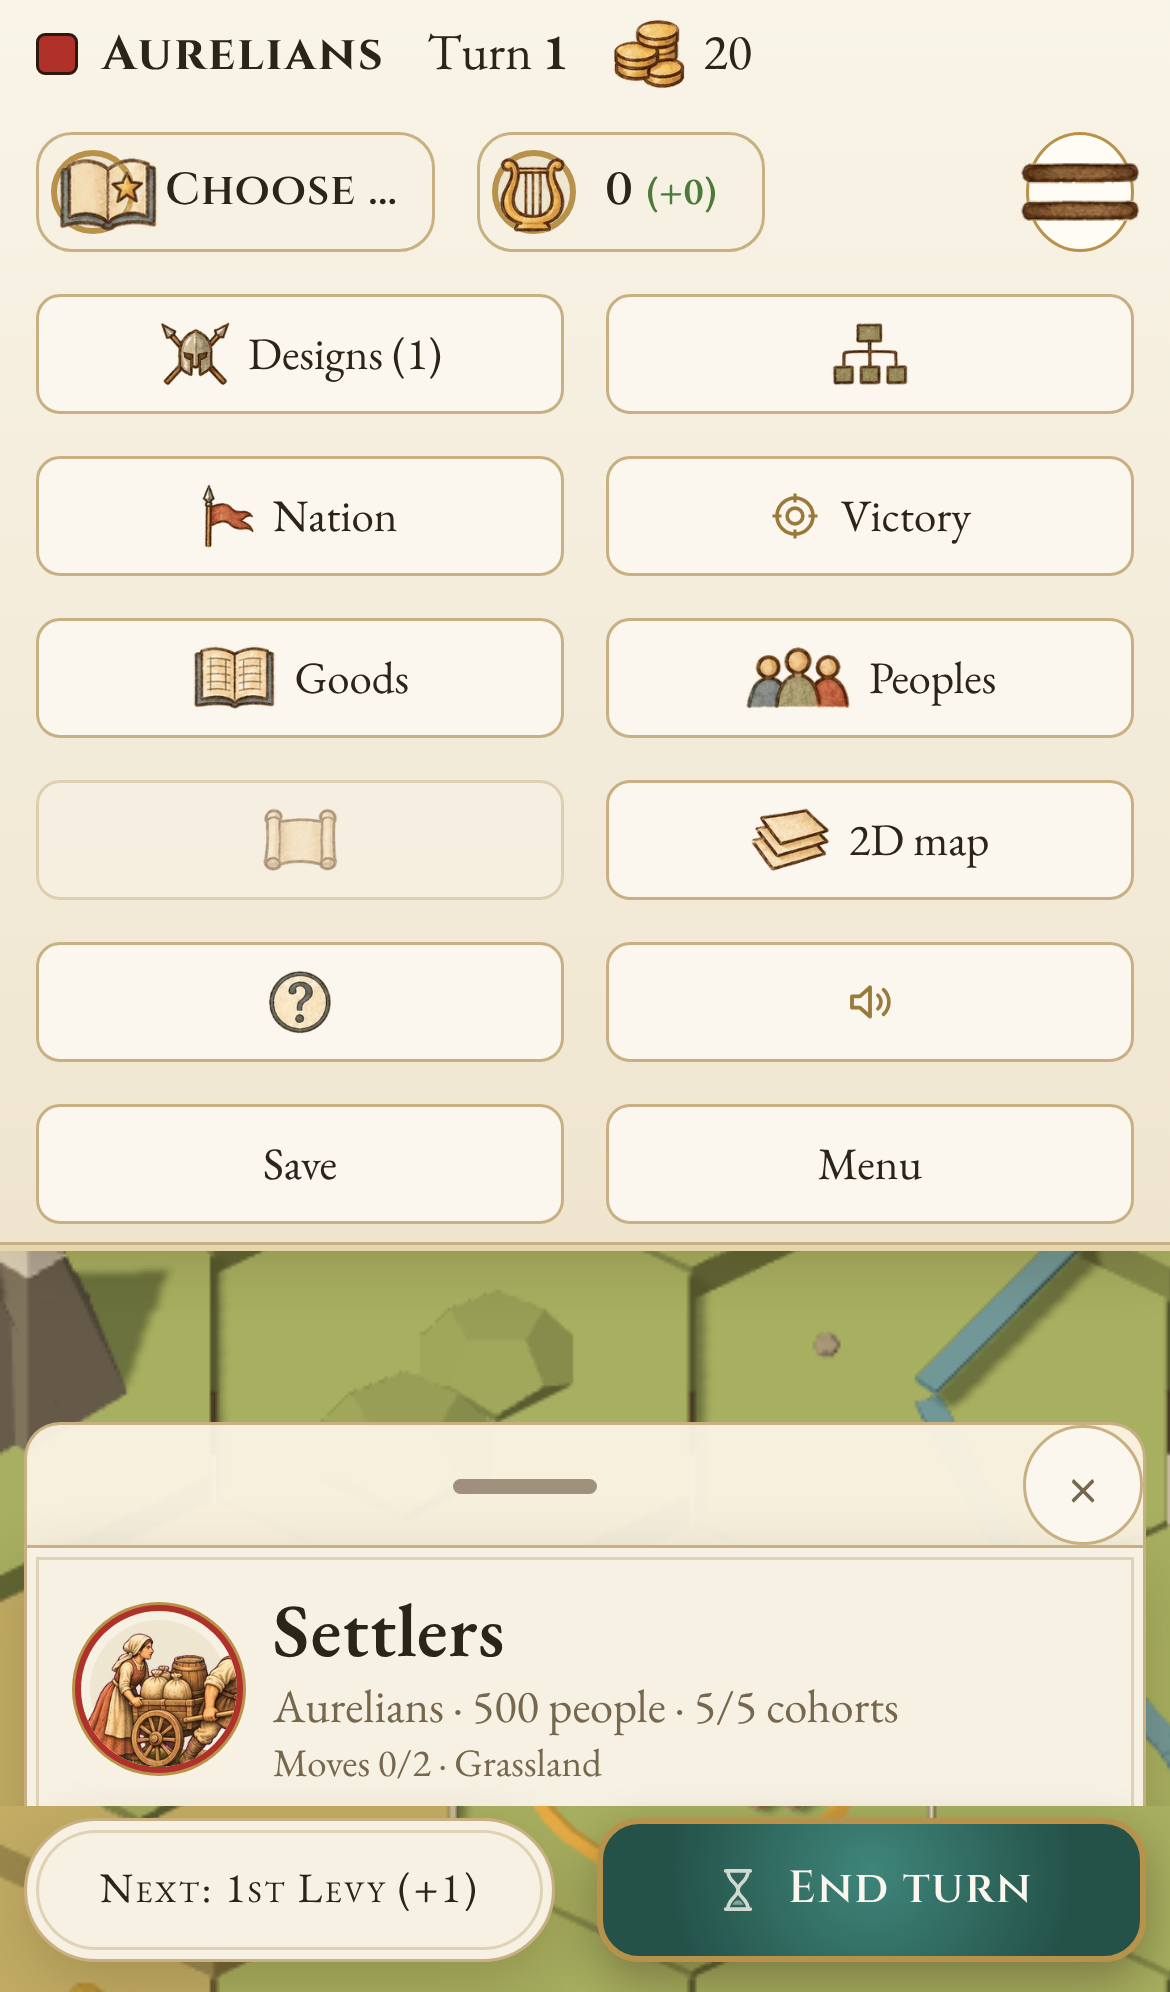 AURELIANS Turn 1 20
CHOOSE ... 0 (+0)
Designs (1)
Nation Victory
Goods Peoples
2D map
?
Save Menu
×
Settlers
Aurelians · 500 people · 5/5 cohorts
Moves 0/2 · Grassland
NEXT: 1ST LEVY (+1) END TURN